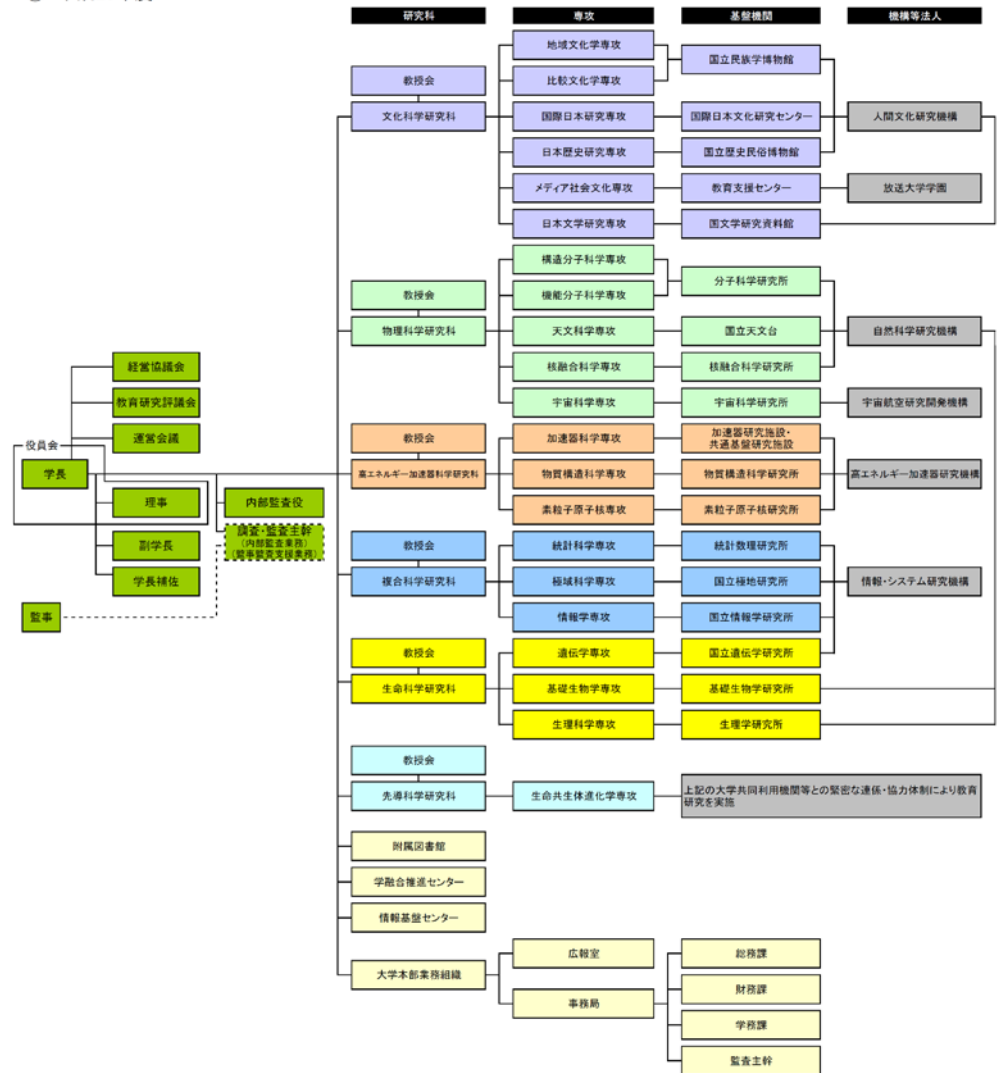 研究科 専攻 基盤機関 機構等法人
地域文化学専攻
国立民族学博物館
教授会
比較文化学専攻
文化科学研究科
国際日本研究専攻
国際日本文化研究センター
人間文化研究機構
日本歴史研究専攻
国立歴史民俗博物館
メディア社会文化専攻
教育支援センター
放送大学学園
日本文学研究専攻
国文学研究資料館
構造分子科学専攻
分子科学研究所
教授会
機能分子科学専攻
物理科学研究科
天文科学専攻
国立天文台
自然科学研究機構
核融合科学専攻
核融合科学研究所
宇宙科学専攻
宇宙科学研究所
宇宙航空研究開発機構
経営協議会
教育研究評議会
運営会議
役員会
学長
理事
副学長
学長補佐
監事
内部監査役
調査・監査主幹
(内部監査業務)
(監事監査支援業務)
教授会
加速器科学専攻
加速器研究施設・
共通基盤研究施設
高エネルギー加速器科学研究科
物質構造科学専攻
物質構造科学研究所
高エネルギー加速器研究機構
素粒子原子核専攻
素粒子原子核研究所
教授会
統計科学専攻
統計数理研究所
複合科学研究科
極域科学専攻
国立極地研究所
情報・システム研究機構
情報学専攻
国立情報学研究所
教授会
遺伝学専攻
国立遺伝学研究所
生命科学研究科
基礎生物学専攻
基礎生物学研究所
生理科学専攻
生理学研究所
教授会
先導科学研究科
生命共生体進化学専攻
上記の大学共同利用機関等との緊密な連係・協力体制により教育
研究を実施
附属図書館
学融合推進センター
情報基盤センター
大学本部業務組織
広報室
事務局
総務課
財務課
学務課
監査主幹